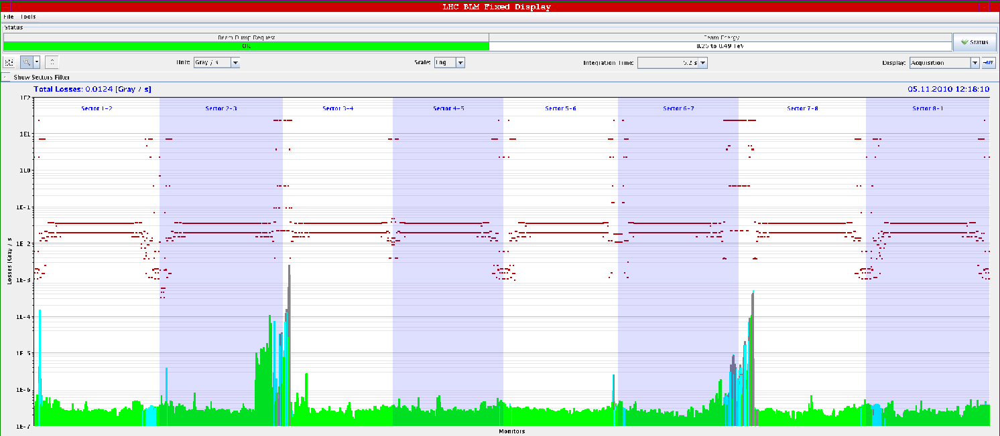 LHC BLM Fixed Display
File Tools
Status
Beam Dump Request
Beam Energy
OK
0.25 to 0.49 TeV
Status
Unit: Gray / s
Scale: Log
Integration Time: 5.2 s
Display: Acquisition
Show Sectors Filter
Total Losses: 0.0124 [Gray / s]
05.11.2010 12:18:10
Sector 1-2
Sector 2-3
Sector 3-4
Sector 4-5
Sector 5-6
Sector 6-7
Sector 7-8
Sector 8-1
1E2
1E1
1E0
1E-1
1E-2
1E-3
1E-4
1E-5
1E-6
1E-7
Losses [Gray / s
Monitors